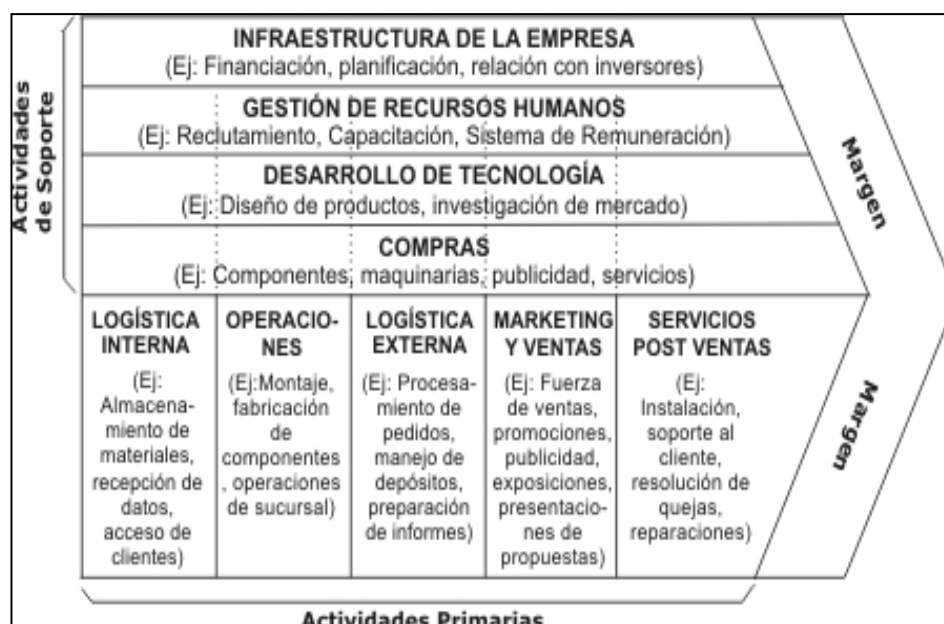 Actividades
de Soporte
INFRAESTRUCTURA DE LA EMPRESA
(Ej: Financiación, planificación, relación con inversores)
GESTIÓN DE RECURSOS HUMANOS
(Ej: Reclutamiento, Capacitación, Sistema de Remuneración)
DESARROLLO DE TECNOLOGÍA
(Ej: Diseño de productos, investigación de mercado)
COMPRAS
(Ej: Componentes, maquinarias, publicidad, servicios)
Margen
LOGÍSTICA
INTERNA
(Ej:
Almacena-
miento de
materiales,
recepción de
datos,
acceso de
clientes)
OPERACIO-
NES
(Ej:Montaje,
fabricación
de
componentes
, operaciones
de sucursal)
LOGÍSTICA
EXTERNA
(Ej: Procesa-
miento de
pedidos,
manejo de
depósitos,
preparación
de informes)
MARKETING
Y VENTAS
(Ej: Fuerza
de ventas,
promociones,
publicidad,
exposiciones,
presentacio-
nes de
propuestas)
SERVICIOS
POST VENTAS
(Ej:
Instalación,
soporte al
cliente,
resolución de
quejas,
reparaciones)
Margen
Actividades Primarias